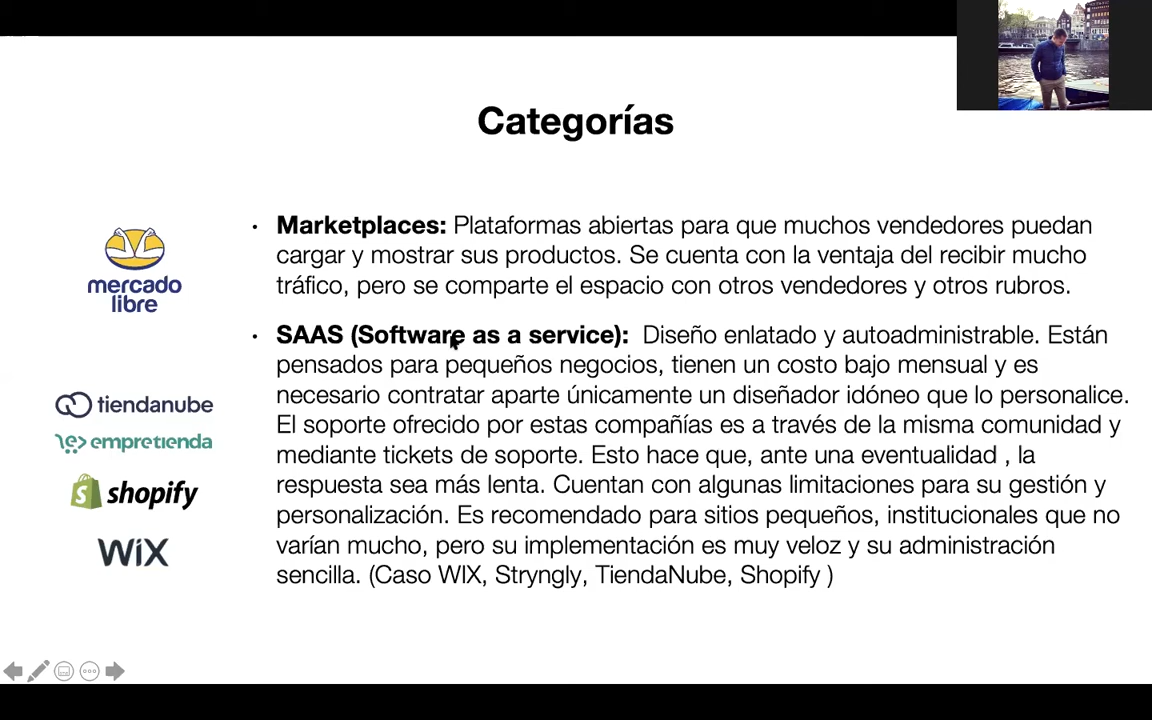 Categorías
mercado
libre
Marketplaces: Plataformas abiertas para que muchos vendedores puedan
cargar y mostrar sus productos. Se cuenta con la ventaja del recibir mucho
tráfico, pero se comparte el espacio con otros vendedores y otros rubros.
tiendanube
empretienda
shopify
WiX
SAAS (Software as a service): Diseño enlatado y autoadministrable. Están
pensados para pequeños negocios, tienen un costo bajo mensual y es
necesario contratar aparte únicamente un diseñador idóneo que lo personalice.
El soporte ofrecido por estas compañías es a través de la misma comunidad y
mediante tickets de soporte. Esto hace que, ante una eventualidad , la
respuesta sea más lenta. Cuentan con algunas limitaciones para su gestión y
personalización. Es recomendado para sitios pequeños, institucionales que no
varían mucho, pero su implementación es muy veloz y su administración
sencilla. (Caso WIX, Stryngly, TiendaNube, Shopify )